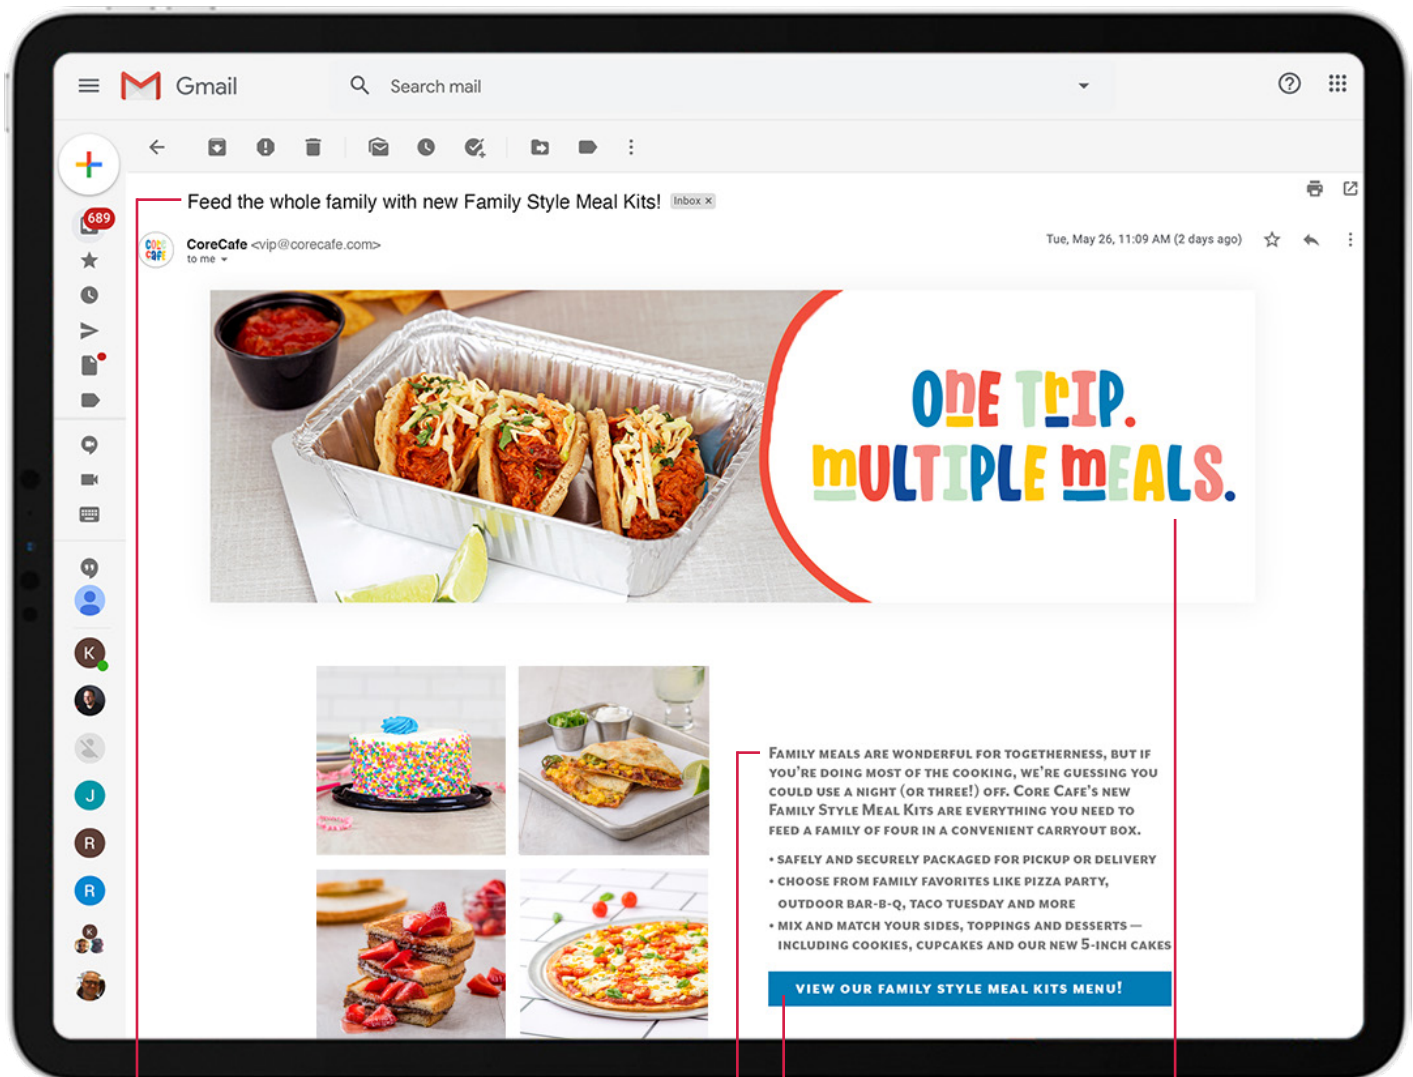 Gmail
Search mail
Feed the whole family with new Family Style Meal Kits! Inbox ×
689
CORE CAFE
CoreCafe <vip@corecafe.com>
Tue, May 26, 11:09 AM (2 days ago)
to me
OnE TrIP.
mULTIPLE mEALS.
K
FAMILY MEALS ARE WONDERFUL FOR TOGETHERNESS, BUT IF
YOU'RE DOING MOST OF THE COOKING, WE'RE GUESSING YOU
COULD USE A NIGHT (OR THREE!) OFF. CORE CAFE'S NEW
FAMILY STYLE MEAL KITS ARE EVERYTHING YOU NEED TO
FEED A FAMILY OF FOUR IN A CONVENIENT CARRYOUT BOX.
• SAFELY AND SECURELY PACKAGED FOR PICKUP OR DELIVERY
• CHOOSE FROM FAMILY FAVORITES LIKE PIZZA PARTY,
OUTDOOR BAR-B-Q, TACO TUESDAY AND MORE
• MIX AND MATCH YOUR SIDES, TOPPINGS AND DESSERTS —
INCLUDING COOKIES, CUPCAKES AND OUR NEW 5-INCH CAKES
VIEW OUR FAMILY STYLE MEAL KITS MENU!
J
R
R
K